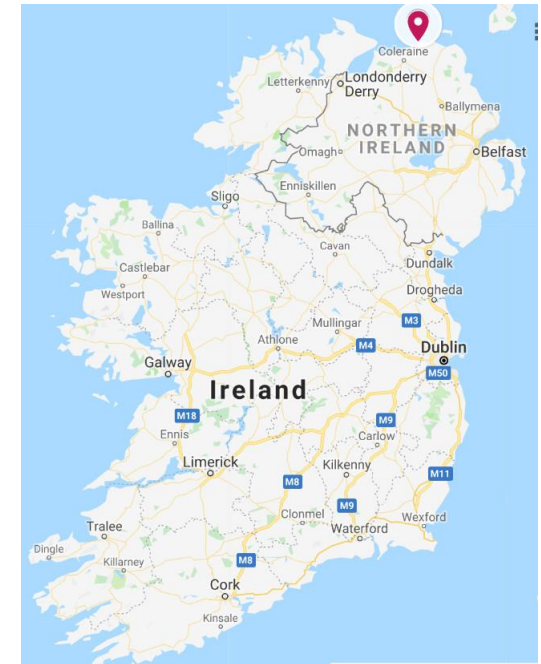 Coleraine
Letterkenny
Londonderry
Derry
Ballymena
NORTHERN
IRELAND
Omagh
Belfast
Enniskillen
Sligo
Ballina
Cavan
Dundalk
Castlebar
Westport
Drogheda
Mullingar
M3
Athlone
M4
Dublin
Galway
M50
Ireland
M18
M9
Ennis
Carlow
Limerick
Kilkenny
M11
M8
M9
Clonmel
Wexford
Tralee
Waterford
Dingle
Killarney
M8
Cork
Kinsale